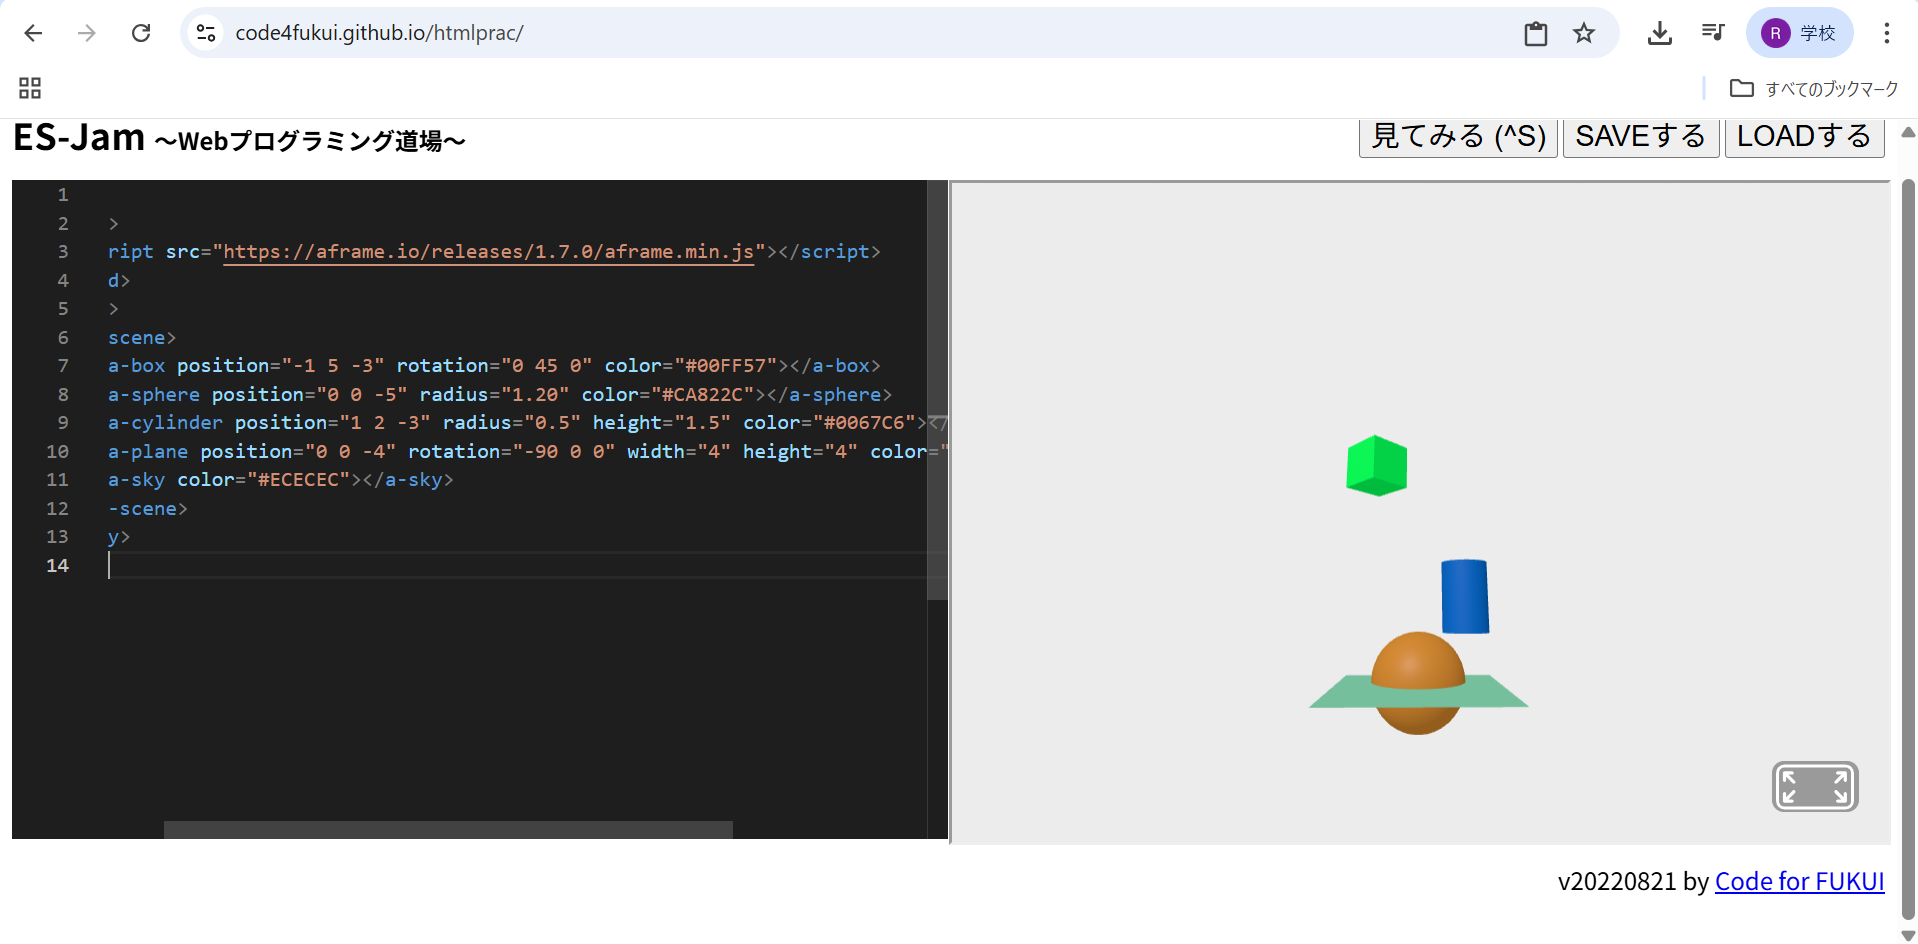 code4fukui.github.io/htmlprac/
R 学校
すべてのブックマーク
ES-Jam ～Webプログラミング道場～
見てみる (^S) SAVEする LOADする
1
2 >
3 ript src="https://aframe.io/releases/1.7.0/aframe.min.js"></script>
4 d>
5 >
6 scene>
7 a-box position="-1 5 -3" rotation="0 45 0" color="#00FF57"></a-box>
8 a-sphere position="0 0 -5" radius="1.20" color="#CA822C"></a-sphere>
9 a-cylinder position="1 2 -3" radius="0.5" height="1.5" color="#0067C6"></
10 a-plane position="0 0 -4" rotation="-90 0 0" width="4" height="4" color="
11 a-sky color="#ECECEC"></a-sky>
12 -scene>
13 y>
14
v20220821 by Code for FUKUI